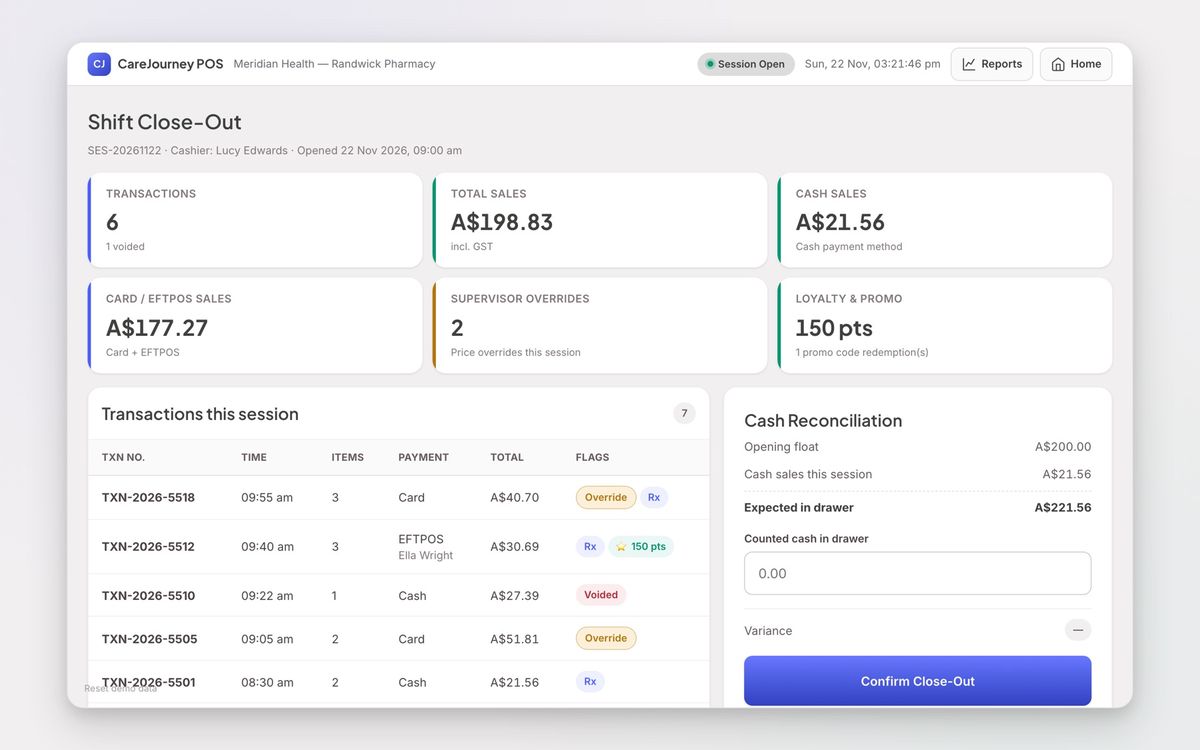 CJ CareJourney POS Meridian Health — Randwick Pharmacy Session Open Sun, 22 Nov, 03:21:46 pm Reports Home
Shift Close-Out
SES-20261122 · Cashier: Lucy Edwards · Opened 22 Nov 2026, 09:00 am
TRANSACTIONS
6
1 voided
TOTAL SALES
A$198.83
incl. GST
CASH SALES
A$21.56
Cash payment method
CARD / EFTPOS SALES
A$177.27
Card + EFTPOS
SUPERVISOR OVERRIDES
2
Price overrides this session
LOYALTY & PROMO
150 pts
1 promo code redemption(s)
Transactions this session 7
TXN NO. TIME ITEMS PAYMENT TOTAL FLAGS
TXN-2026-5518 09:55 am 3 Card A$40.70 Override Rx
TXN-2026-5512 09:40 am 3 EFTPOS A$30.69 Rx ⭐ 150 pts
Ella Wright
TXN-2026-5510 09:22 am 1 Cash A$27.39 Voided
TXN-2026-5505 09:05 am 2 Card A$51.81 Override
TXN-2026-5501 08:30 am 2 Cash A$21.56 Rx
Reset demo data
Cash Reconciliation
Opening float A$200.00
Cash sales this session A$21.56
Expected in drawer A$221.56
Counted cash in drawer
0.00
Variance —
Confirm Close-Out